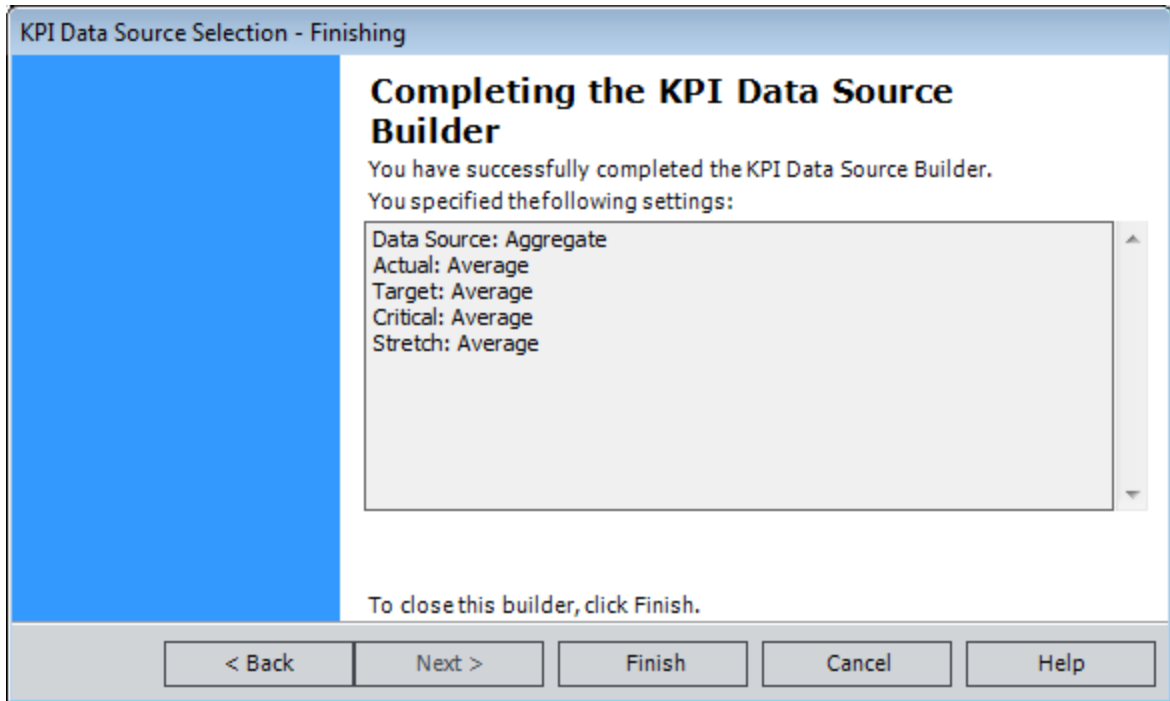 KPI Data Source Selection - Finishing
Completing the KPI Data Source
Builder
You have successfully completed the KPI Data Source Builder.
You specified thefollowing settings:
Data Source: Aggregate
Actual: Average
Target: Average
Critical: Average
Stretch: Average
To close this builder, click Finish.
< Back Next > Finish Cancel Help